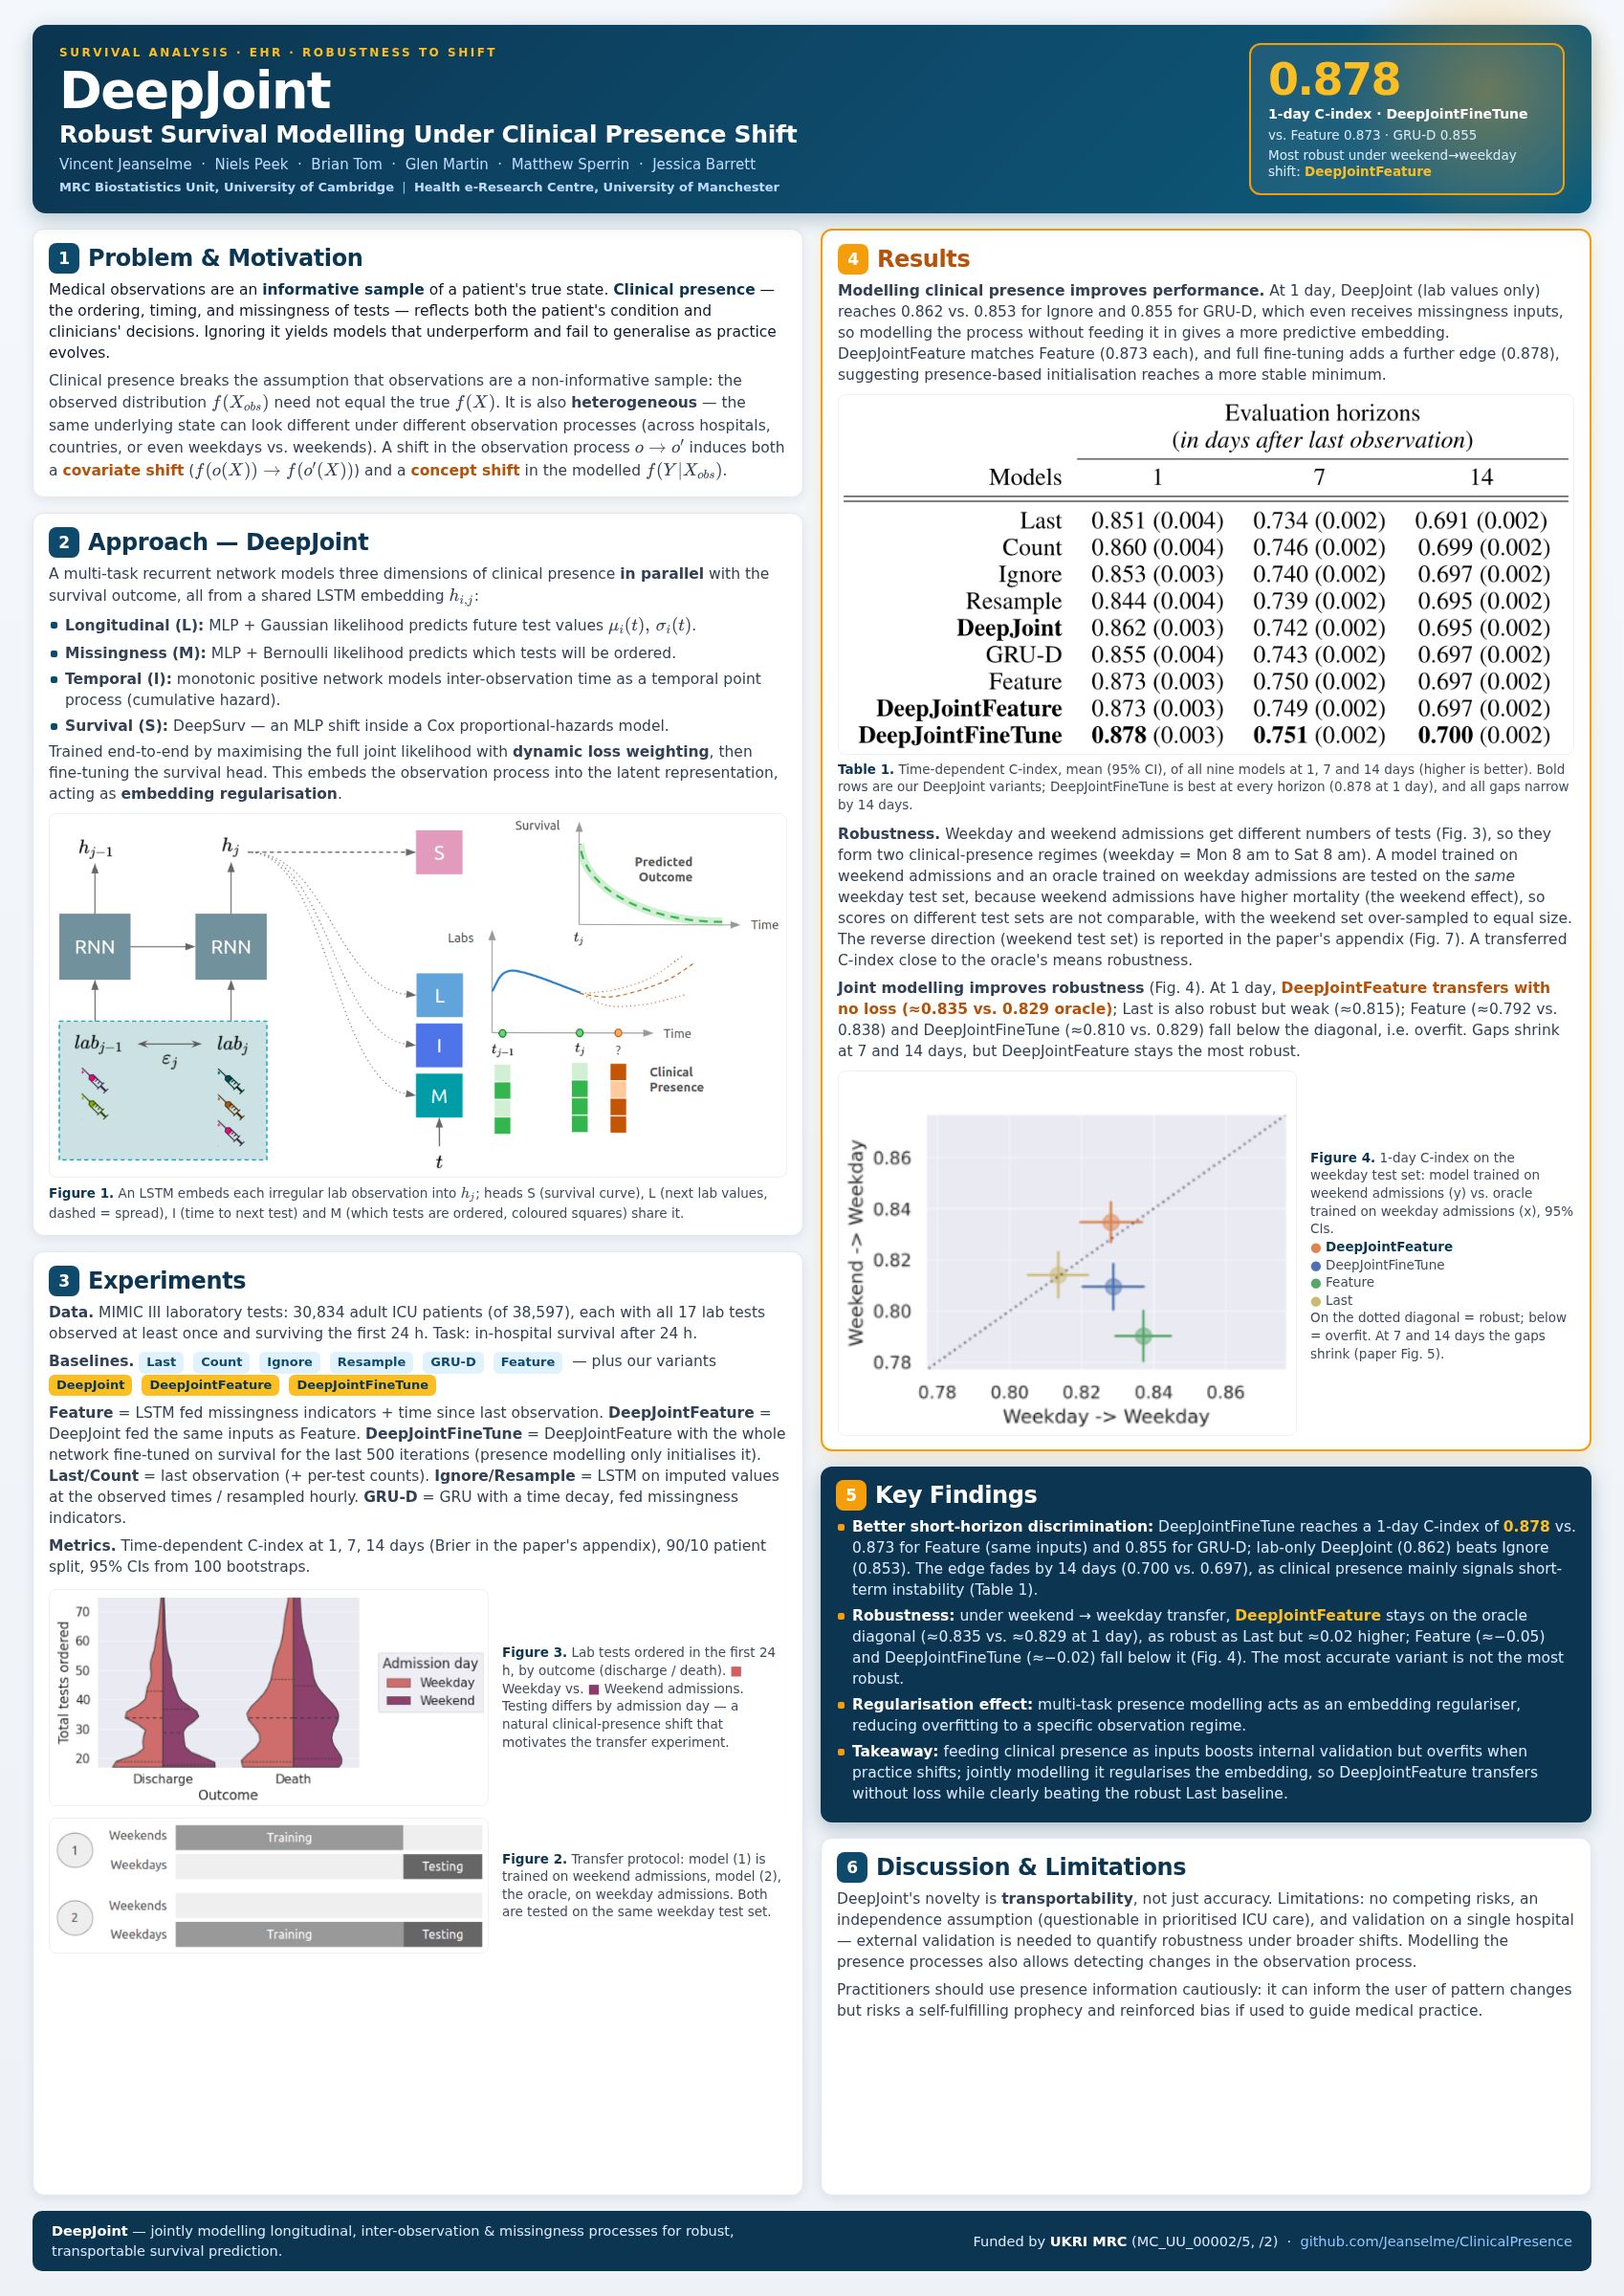 SURVIVAL ANALYSIS · EHR · ROBUSTNESS TO SHIFT
DeepJoint
Robust Survival Modelling Under Clinical Presence Shift
Vincent Jeanselme · Niels Peek · Brian Tom · Glen Martin · Matthew Sperrin · Jessica Barrett
MRC Biostatistics Unit, University of Cambridge | Health e-Research Centre, University of Manchester
0.878
1-day C-index · DeepJointFineTune
vs. Feature 0.873 · GRU-D 0.855
Most robust under weekend→weekday
shift: DeepJointFeature
1 Problem & Motivation
Medical observations are an informative sample of a patient's true state. Clinical presence —
the ordering, timing, and missingness of tests — reflects both the patient's condition and
clinicians' decisions. Ignoring it yields models that underperform and fail to generalise as practice
evolves.
Clinical presence breaks the assumption that observations are a non-informative sample: the
observed distribution f(X_obs) need not equal the true f(X). It is also heterogeneous — the
same underlying state can look different under different observation processes (across hospitals,
countries, or even weekdays vs. weekends). A shift in the observation process o → o′ induces both
a covariate shift (f(o(X)) → f(o′(X))) and a concept shift in the modelled f(Y|X_obs).
2 Approach — DeepJoint
A multi-task recurrent network models three dimensions of clinical presence in parallel with the
survival outcome, all from a shared LSTM embedding h_i,j:
Longitudinal (L): MLP + Gaussian likelihood predicts future test values μ_i(t), σ_i(t).
Missingness (M): MLP + Bernoulli likelihood predicts which tests will be ordered.
Temporal (I): monotonic positive network models inter-observation time as a temporal point
process (cumulative hazard).
Survival (S): DeepSurv — an MLP shift inside a Cox proportional-hazards model.
Trained end-to-end by maximising the full joint likelihood with dynamic loss weighting, then
fine-tuning the survival head. This embeds the observation process into the latent representation,
acting as embedding regularisation.
h_j−1
h_j
RNN
RNN
lab_j−1
lab_j
ε_j
S
L
I
M
t
Survival
Predicted
Outcome
Time
t_j
Labs
Time
t_j−1
t_j
?
Clinical
Presence
Figure 1. An LSTM embeds each irregular lab observation into h_j; heads S (survival curve), L (next lab values,
dashed = spread), I (time to next test) and M (which tests are ordered, coloured squares) share it.
3 Experiments
Data. MIMIC III laboratory tests: 30,834 adult ICU patients (of 38,597), each with all 17 lab tests
observed at least once and surviving the first 24 h. Task: in-hospital survival after 24 h.
Baselines. Last Count Ignore Resample GRU-D Feature — plus our variants
DeepJoint DeepJointFeature DeepJointFineTune
Feature = LSTM fed missingness indicators + time since last observation. DeepJointFeature =
DeepJoint fed the same inputs as Feature. DeepJointFineTune = DeepJointFeature with the whole
network fine-tuned on survival for the last 500 iterations (presence modelling only initialises it).
Last/Count = last observation (+ per-test counts). Ignore/Resample = LSTM on imputed values
at the observed times / resampled hourly. GRU-D = GRU with a time decay, fed missingness
indicators.
Metrics. Time-dependent C-index at 1, 7, 14 days (Brier in the paper's appendix), 90/10 patient
split, 95% CIs from 100 bootstraps.
Total tests ordered
70
60
50
40
30
20
Discharge
Death
Outcome
Admission day
Weekday
Weekend
Figure 3. Lab tests ordered in the first 24
h, by outcome (discharge / death). ■
Weekday vs. ■ Weekend admissions.
Testing differs by admission day — a
natural clinical-presence shift that
motivates the transfer experiment.
1
Weekends
Training
Weekdays
Testing
2
Weekends
Weekdays
Training
Testing
Figure 2. Transfer protocol: model (1) is
trained on weekend admissions, model (2),
the oracle, on weekday admissions. Both
are tested on the same weekday test set.
4 Results
Modelling clinical presence improves performance. At 1 day, DeepJoint (lab values only)
reaches 0.862 vs. 0.853 for Ignore and 0.855 for GRU-D, which even receives missingness inputs,
so modelling the process without feeding it in gives a more predictive embedding.
DeepJointFeature matches Feature (0.873 each), and full fine-tuning adds a further edge (0.878),
suggesting presence-based initialisation reaches a more stable minimum.
Evaluation horizons
(in days after last observation)
Models 1 7 14
Last 0.851 (0.004) 0.734 (0.002) 0.691 (0.002)
Count 0.860 (0.004) 0.746 (0.002) 0.699 (0.002)
Ignore 0.853 (0.003) 0.740 (0.002) 0.697 (0.002)
Resample 0.844 (0.004) 0.739 (0.002) 0.695 (0.002)
DeepJoint 0.862 (0.003) 0.742 (0.002) 0.695 (0.002)
GRU-D 0.855 (0.004) 0.743 (0.002) 0.697 (0.002)
Feature 0.873 (0.003) 0.750 (0.002) 0.697 (0.002)
DeepJointFeature 0.873 (0.003) 0.749 (0.002) 0.697 (0.002)
DeepJointFineTune 0.878 (0.003) 0.751 (0.002) 0.700 (0.002)
Table 1. Time-dependent C-index, mean (95% CI), of all nine models at 1, 7 and 14 days (higher is better). Bold
rows are our DeepJoint variants; DeepJointFineTune is best at every horizon (0.878 at 1 day), and all gaps narrow
by 14 days.
Robustness. Weekday and weekend admissions get different numbers of tests (Fig. 3), so they
form two clinical-presence regimes (weekday = Mon 8 am to Sat 8 am). A model trained on
weekend admissions and an oracle trained on weekday admissions are tested on the same
weekday test set, because weekend admissions have higher mortality (the weekend effect), so
scores on different test sets are not comparable, with the weekend set over-sampled to equal size.
The reverse direction (weekend test set) is reported in the paper's appendix (Fig. 7). A transferred
C-index close to the oracle's means robustness.
Joint modelling improves robustness (Fig. 4). At 1 day, DeepJointFeature transfers with
no loss (≈0.835 vs. 0.829 oracle); Last is also robust but weak (≈0.815); Feature (≈0.792 vs.
0.838) and DeepJointFineTune (≈0.810 vs. 0.829) fall below the diagonal, i.e. overfit. Gaps shrink
at 7 and 14 days, but DeepJointFeature stays the most robust.
Weekend -> Weekday
0.86
0.84
0.82
0.80
0.78
0.78 0.80 0.82 0.84 0.86
Weekday -> Weekday
Figure 4. 1-day C-index on the
weekday test set: model trained on
weekend admissions (y) vs. oracle
trained on weekday admissions (x), 95%
CIs.
DeepJointFeature
DeepJointFineTune
Feature
Last
On the dotted diagonal = robust; below
= overfit. At 7 and 14 days the gaps
shrink (paper Fig. 5).
5 Key Findings
Better short-horizon discrimination: DeepJointFineTune reaches a 1-day C-index of 0.878 vs.
0.873 for Feature (same inputs) and 0.855 for GRU-D; lab-only DeepJoint (0.862) beats Ignore
(0.853). The edge fades by 14 days (0.700 vs. 0.697), as clinical presence mainly signals short-
term instability (Table 1).
Robustness: under weekend → weekday transfer, DeepJointFeature stays on the oracle
diagonal (≈0.835 vs. ≈0.829 at 1 day), as robust as Last but ≈0.02 higher; Feature (≈−0.05)
and DeepJointFineTune (≈−0.02) fall below it (Fig. 4). The most accurate variant is not the most
robust.
Regularisation effect: multi-task presence modelling acts as an embedding regulariser,
reducing overfitting to a specific observation regime.
Takeaway: feeding clinical presence as inputs boosts internal validation but overfits when
practice shifts; jointly modelling it regularises the embedding, so DeepJointFeature transfers
without loss while clearly beating the robust Last baseline.
6 Discussion & Limitations
DeepJoint's novelty is transportability, not just accuracy. Limitations: no competing risks, an
independence assumption (questionable in prioritised ICU care), and validation on a single hospital
— external validation is needed to quantify robustness under broader shifts. Modelling the
presence processes also allows detecting changes in the observation process.
Practitioners should use presence information cautiously: it can inform the user of pattern changes
but risks a self-fulfilling prophecy and reinforced bias if used to guide medical practice.
DeepJoint — jointly modelling longitudinal, inter-observation & missingness processes for robust,
transportable survival prediction.
Funded by UKRI MRC (MC_UU_00002/5, /2) · github.com/Jeanselme/ClinicalPresence